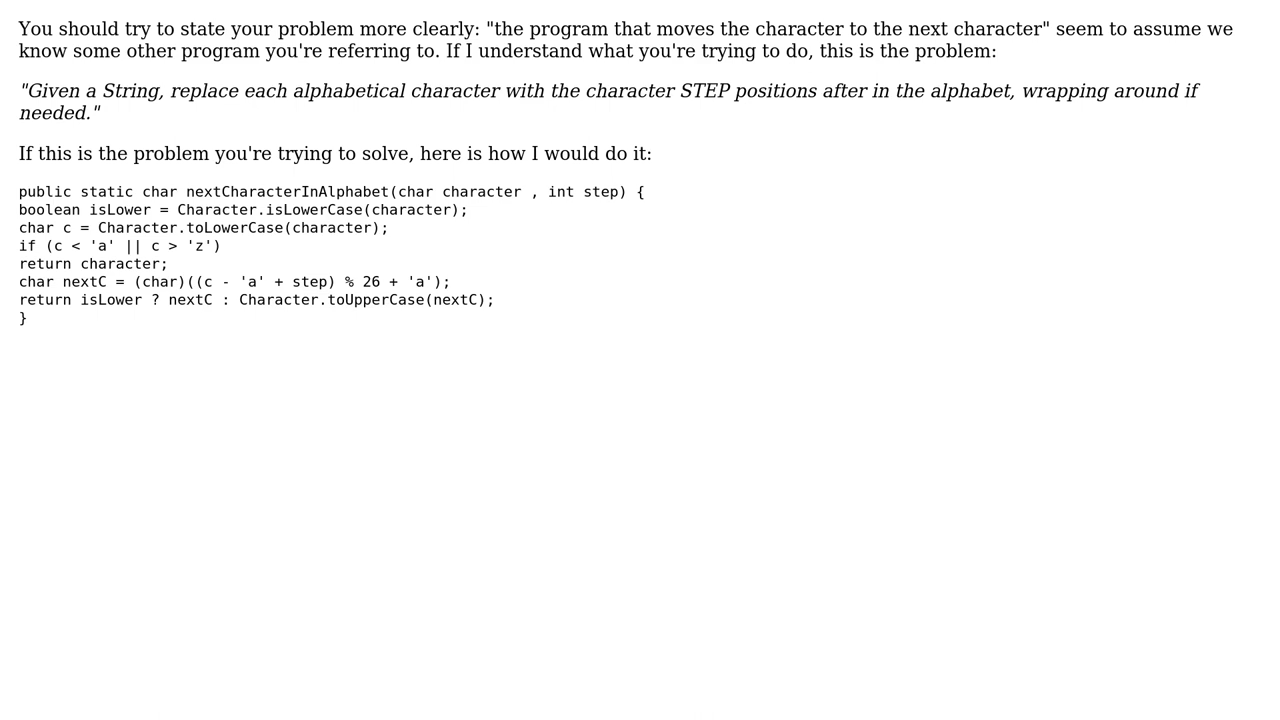 You should try to state your problem more clearly: "the program that moves the character to the next character" seem to assume we
know some other program you're referring to. If I understand what you're trying to do, this is the problem:
"Given a String, replace each alphabetical character with the character STEP positions after in the alphabet, wrapping around if
needed."
If this is the problem you're trying to solve, here is how I would do it:
public static char nextCharacterInAlphabet(char character , int step) {
boolean isLower = Character.isLowerCase(character);
char c = Character.toLowerCase(character);
if (c < 'a' || c > 'z')
return character;
char nextC = (char)((c - 'a' + step) % 26 + 'a');
return isLower ? nextC : Character.toUpperCase(nextC);
}